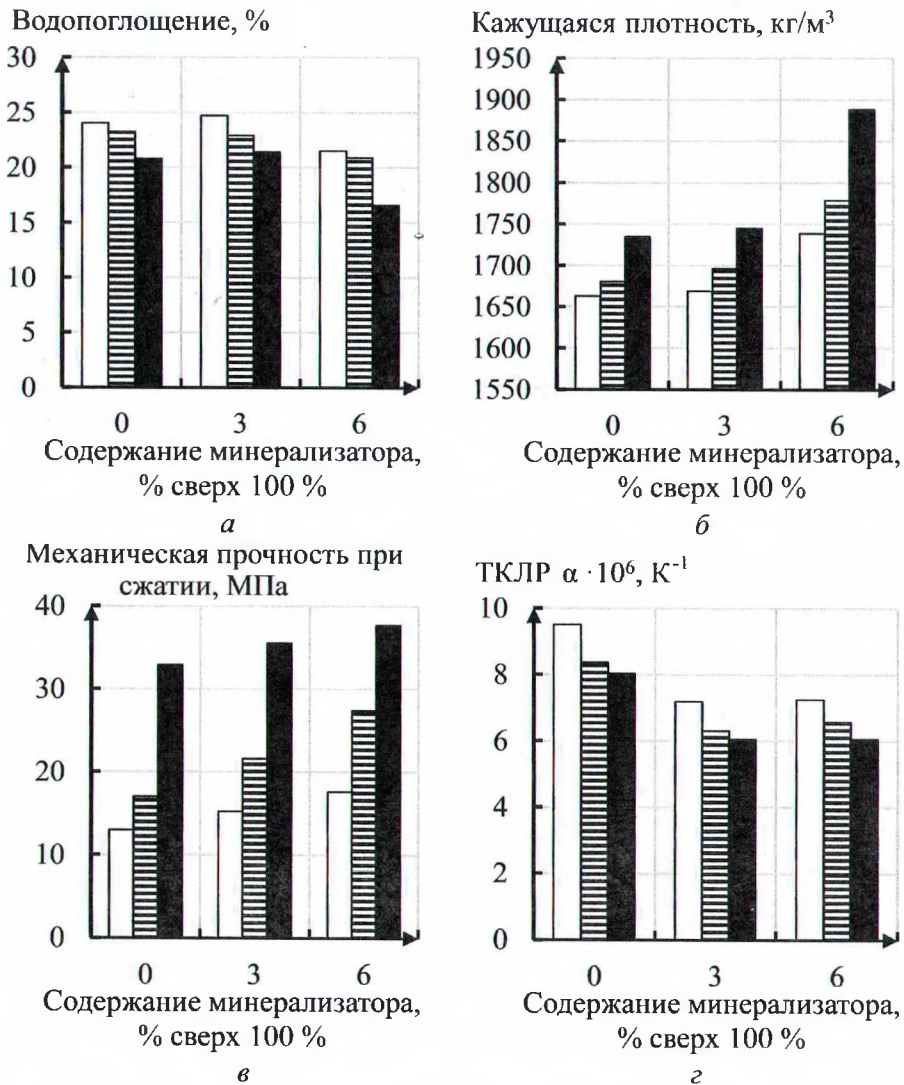 Водопоглощение, %
30
25
20
15
10
5
0
0 3 6
Содержание минерализатора,
% сверх 100 %
а
Кажущаяся плотность, кг/м³
1950
1900
1850
1800
1750
1700
1650
1600
1550
0 3 6
Содержание минерализатора,
% сверх 100 %
б
Механическая прочность при
сжатии, МПа
40
30
20
10
0
0 3 6
Содержание минерализатора,
% сверх 100 %
в
ТКЛР α ·10⁶, К⁻¹
10
8
6
4
2
0
0 3 6
Содержание минерализатора,
% сверх 100 %
г